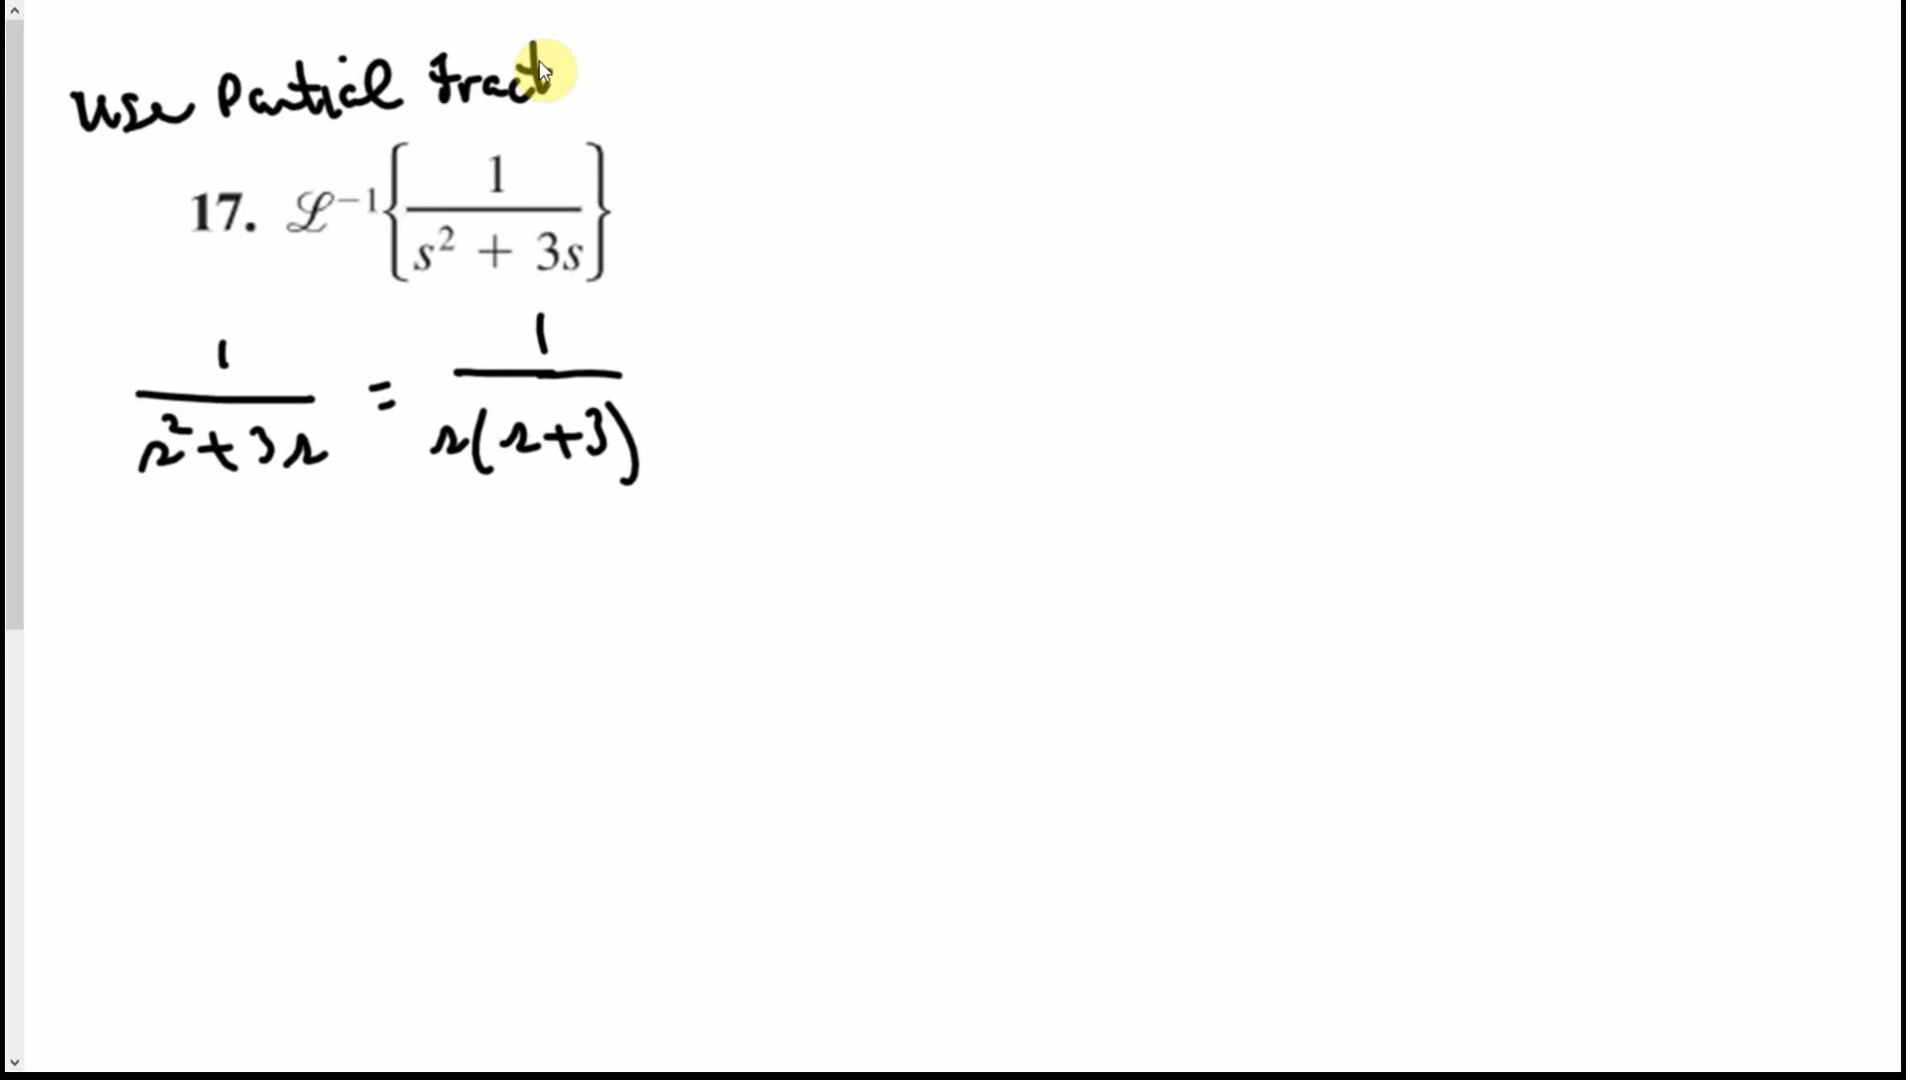 Use Partial fract
17. ℒ⁻¹{1/(s² + 3s)}
1/(s²+3s) = 1/(s(s+3))